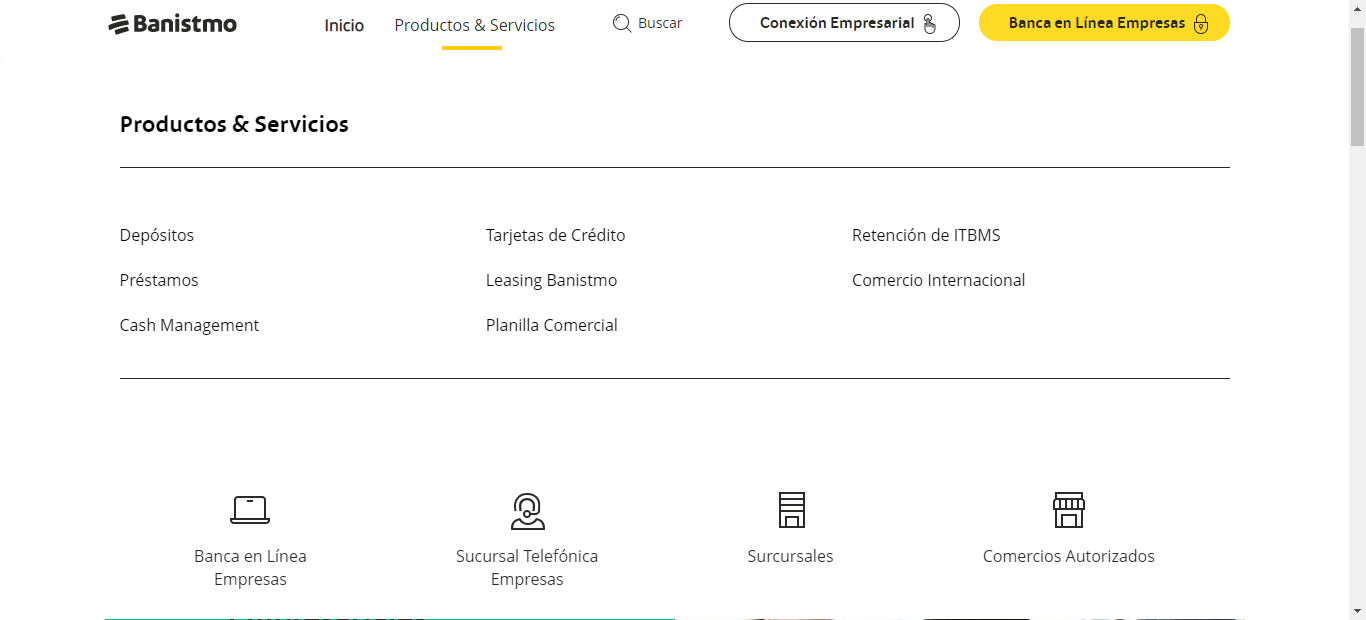 Banistmo
Inicio
Productos & Servicios
Buscar
Conexión Empresarial
Banca en Línea Empresas
Productos & Servicios
Depósitos
Tarjetas de Crédito
Retención de ITBMS
Préstamos
Leasing Banistmo
Comercio Internacional
Cash Management
Planilla Comercial
Banca en Línea
Empresas
Sucursal Telefónica
Empresas
Surcursales
Comercios Autorizados